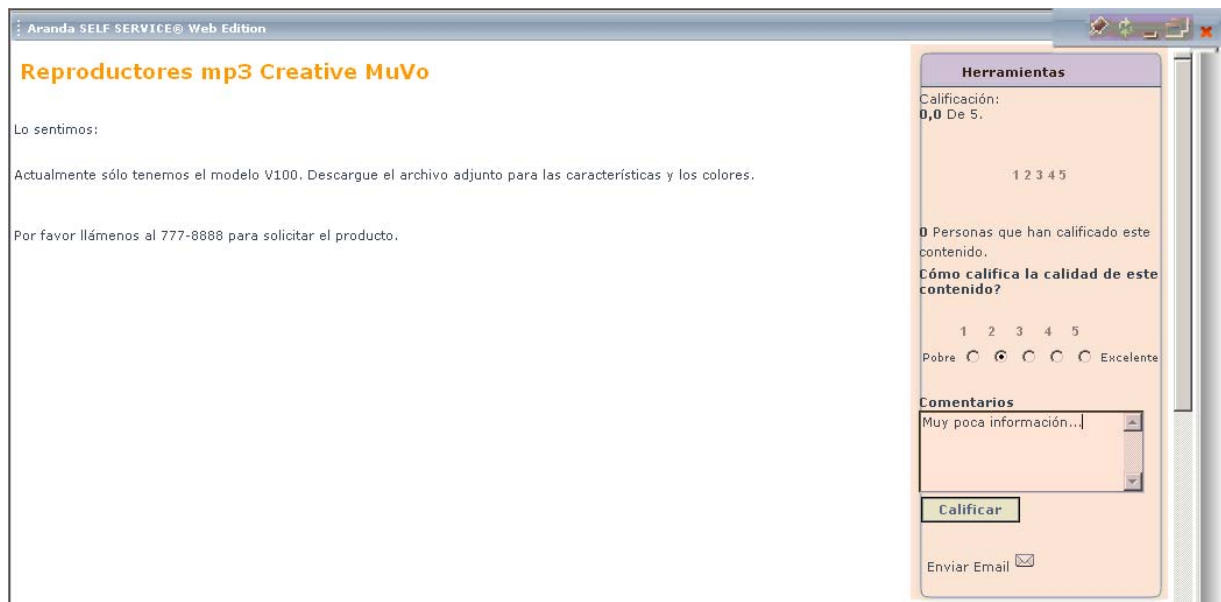 Aranda SELF SERVICE® Web Edition
Reproductores mp3 Creative MuVo
Lo sentimos:
Actualmente sólo tenemos el modelo V100. Descargue el archivo adjunto para las características y los colores.
Por favor llámenos al 777-8888 para solicitar el producto.
Herramientas
Calificación:
0,0 De 5.
1 2 3 4 5
0 Personas que han calificado este
contenido.
Cómo califica la calidad de este
contenido?
1 2 3 4 5
Pobre Excelente
Comentarios
Muy poca información...
Calificar
Enviar Email